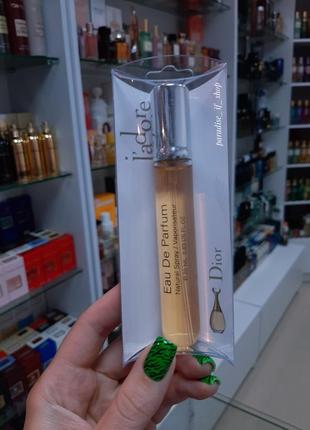 j'adore
Eau De Parfum
Natural Spray / Vaporisateur
Dior
paradise_if_shop